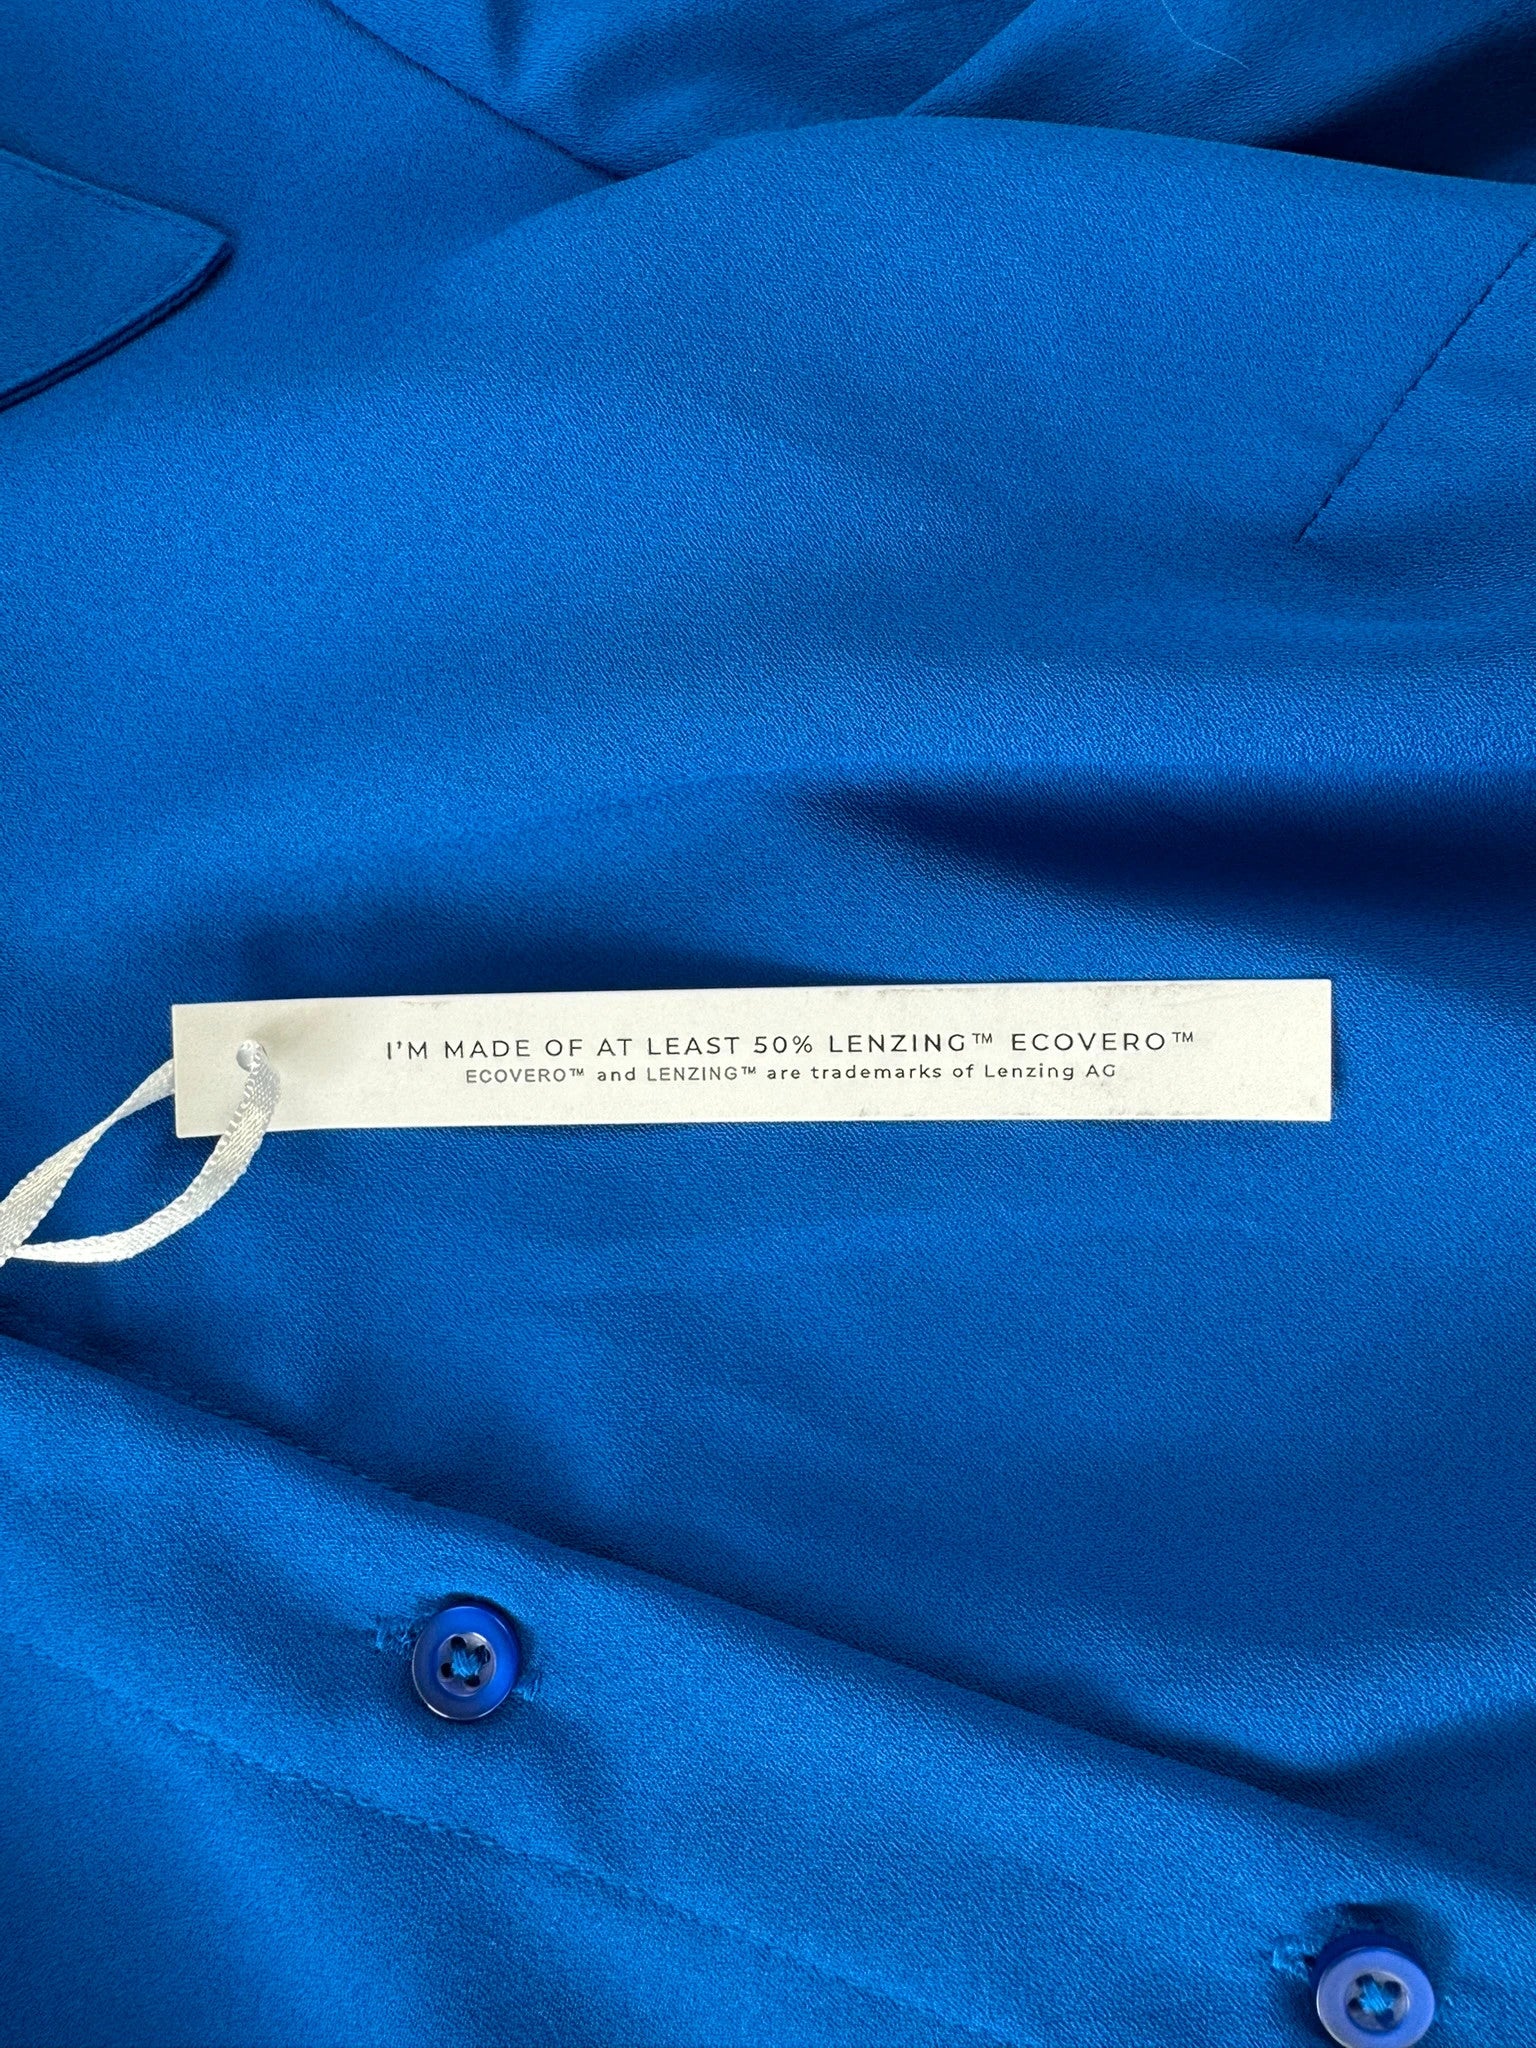 I'M MADE OF AT LEAST 50% LENZING™ ECOVERO™
ECOVERO™ and LENZING™ are trademarks of Lenzing AG